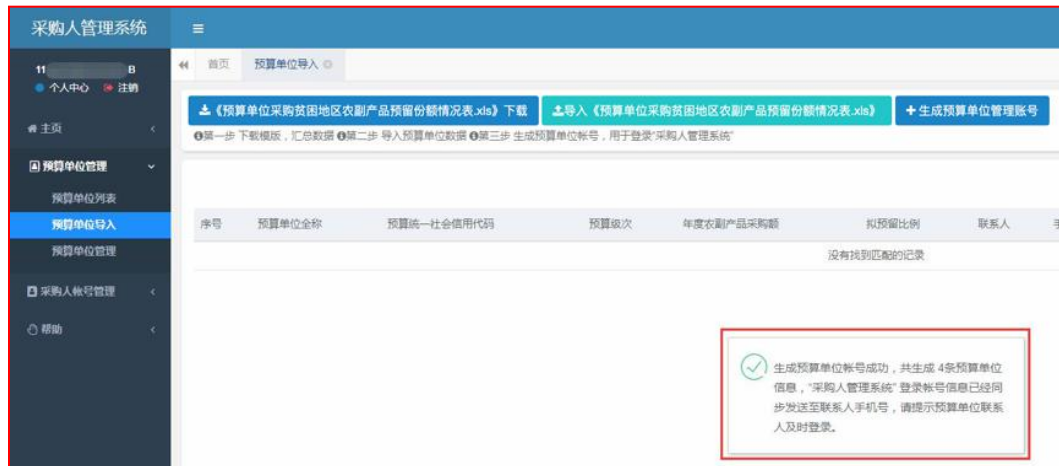 采购人管理系统
11 B
个人中心 注销
首页 预算单位导入
《预算单位采购贫困地区农副产品预留份额情况表.xls》下载 导入《预算单位采购贫困地区农副产品预留份额情况表.xls》 +生成预算单位管理账号
第一步 下载模版，汇总数据 第二步 导入预算单位数据 第三步 生成预算单位帐号，用于登录"采购人管理系统"
主页
预算单位管理
预算单位列表
预算单位导入
预算单位管理
采购人帐号管理
帮助
序号 预算单位全称 预算统一社会信用代码 预算级次 年度农副产品采购额 拟预留比例 联系人
没有找到匹配的记录
生成预算单位帐号成功，共生成 4条预算单位
信息，"采购人管理系统" 登录帐号信息已经同
步发送至联系人手机号，请提示预算单位联系
人及时登录。